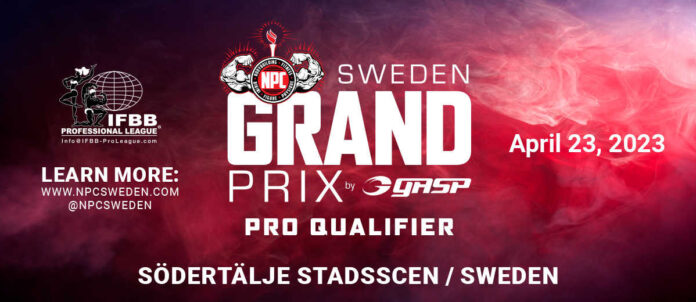 IFBB
PROFESSIONAL LEAGUE®
Info@IFBB-ProLeague.com
LEARN MORE:
WWW.NPCSWEDEN.COM
@NPCSWEDEN
NPC
SWEDEN
GRAND
PRIX by GASP
PRO QUALIFIER
April 23, 2023
SÖDERTÄLJE STADSSCEN / SWEDEN